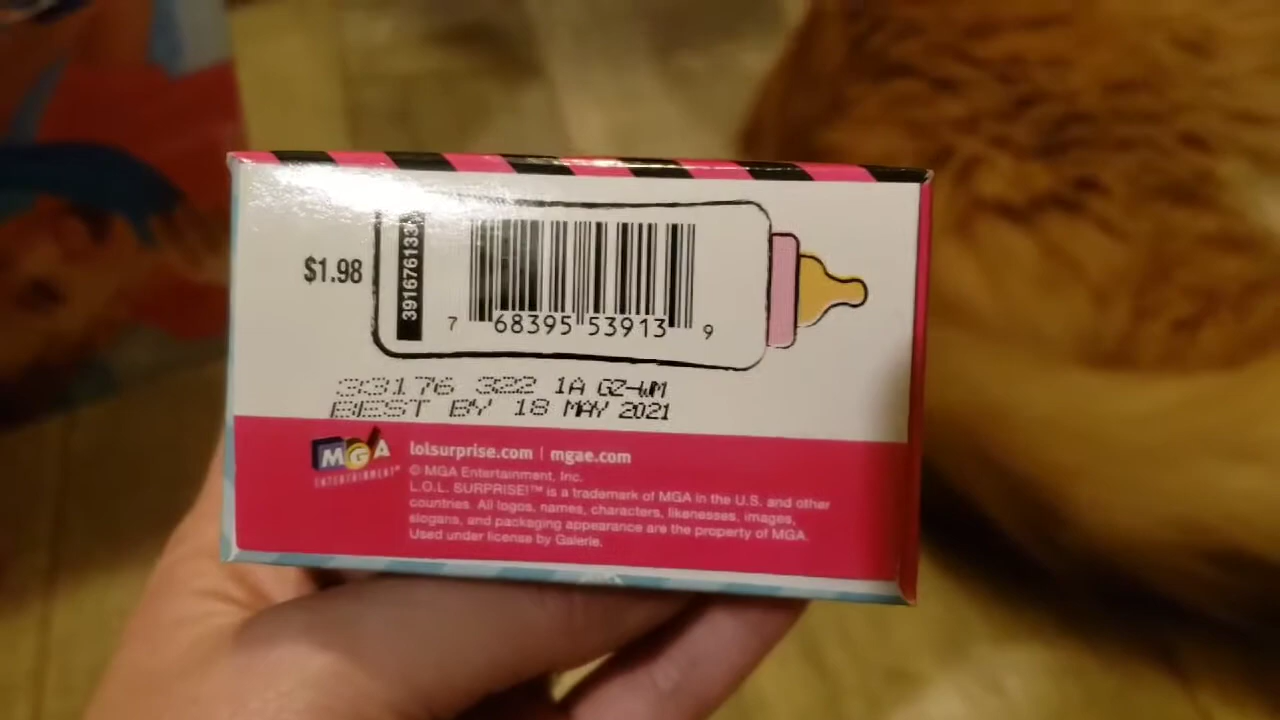 $1.98
391676133
7 68395 53913 9
33176 322 1A GZ-WM
BEST BY 18 MAY 2021
MGA
ENTERTAINMENT™
lolsurprise.com | mgae.com
© MGA Entertainment, Inc.
L.O.L. SURPRISE!™ is a trademark of MGA in the U.S. and other
countries. All logos, names, characters, likenesses, images,
slogans, and packaging appearance are the property of MGA.
Used under license by Galerie.